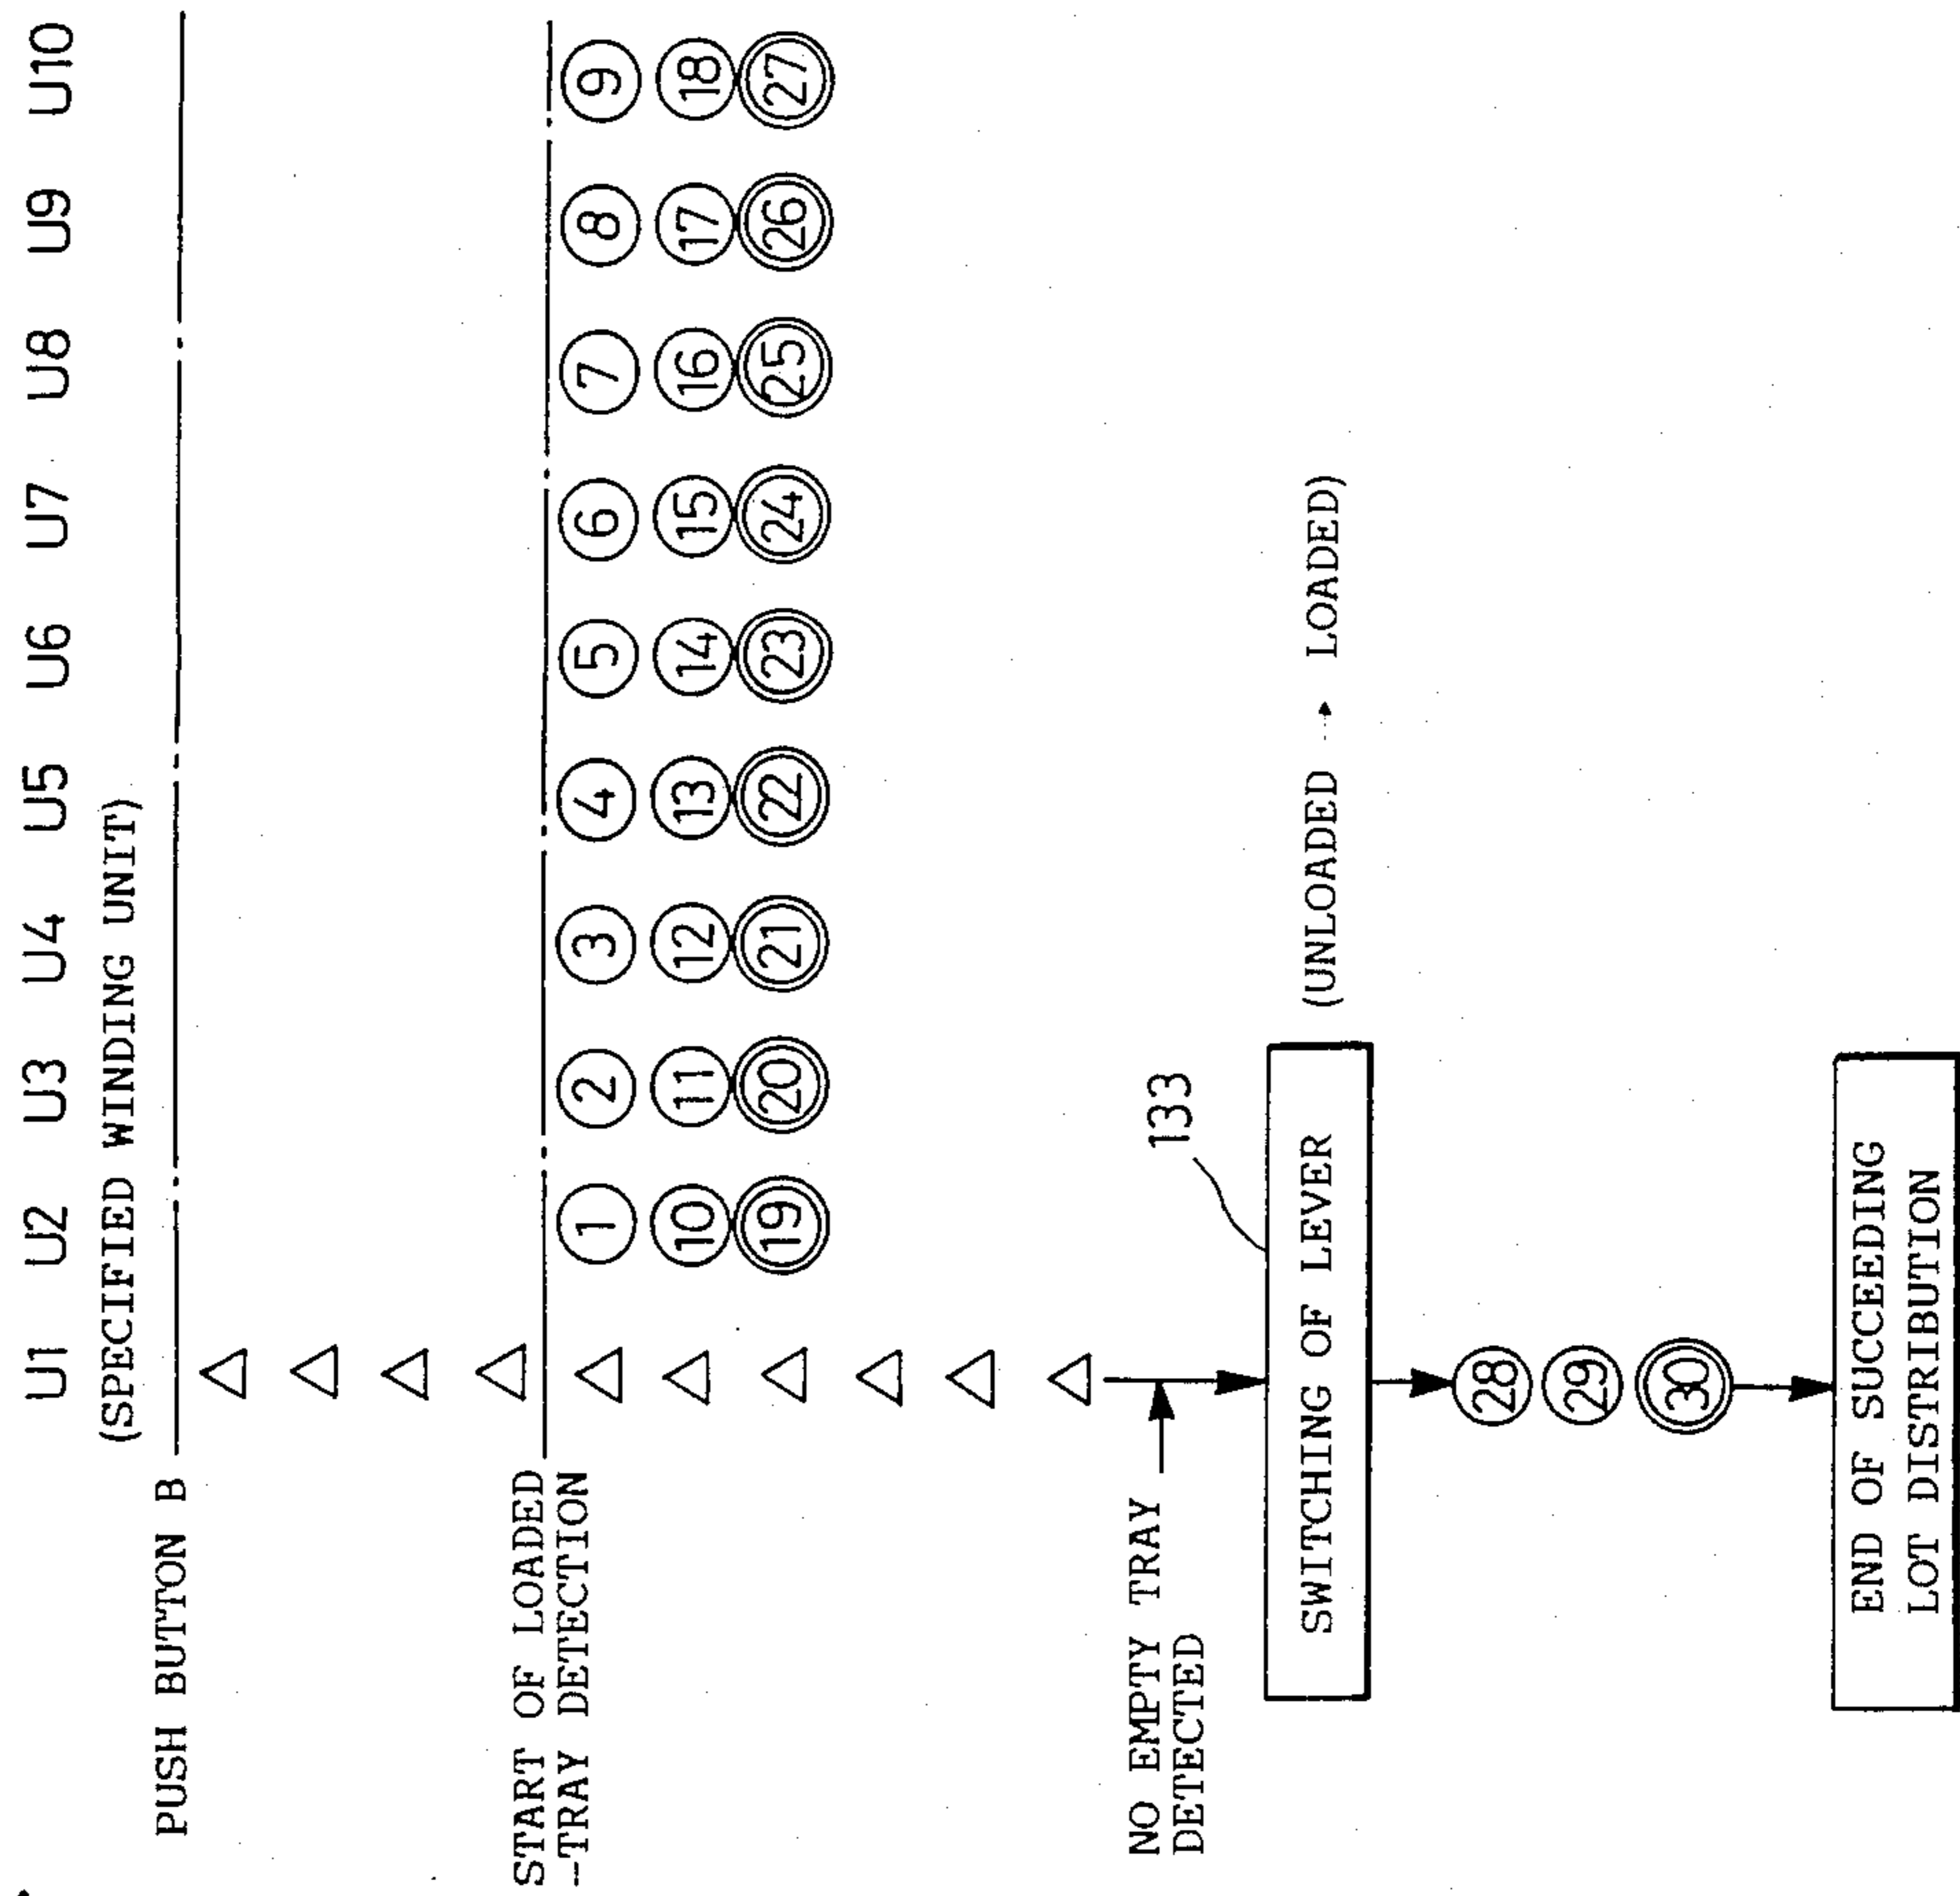 U1 U2 U3 U4 U5 U6 U7 U8 U9 U10
(SPECIFIED WINDING UNIT)
PUSH BUTTON B
START OF LOADED
-TRAY DETECTION
1 2 3 4 5 6 7 8 9
10 11 12 13 14 15 16 17 18
19 20 21 22 23 24 25 26 27
NO EMPTY TRAY
DETECTED
133
SWITCHING OF LEVER
(UNLOADED → LOADED)
28
29
30
END OF SUCCEEDING
LOT DISTRIBUTION